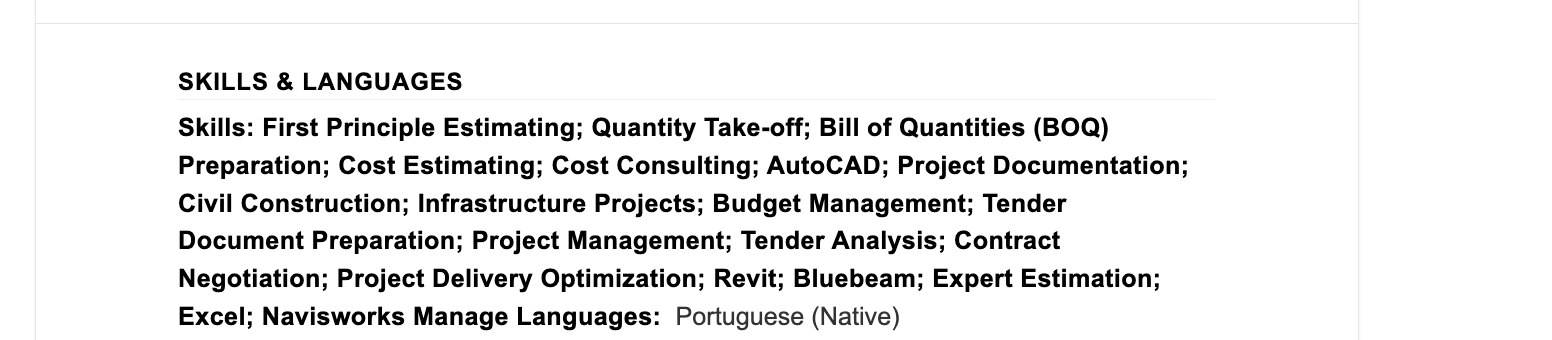 SKILLS & LANGUAGES
Skills: First Principle Estimating; Quantity Take-off; Bill of Quantities (BOQ)
Preparation; Cost Estimating; Cost Consulting; AutoCAD; Project Documentation;
Civil Construction; Infrastructure Projects; Budget Management; Tender
Document Preparation; Project Management; Tender Analysis; Contract
Negotiation; Project Delivery Optimization; Revit; Bluebeam; Expert Estimation;
Excel; Navisworks Manage Languages: Portuguese (Native)